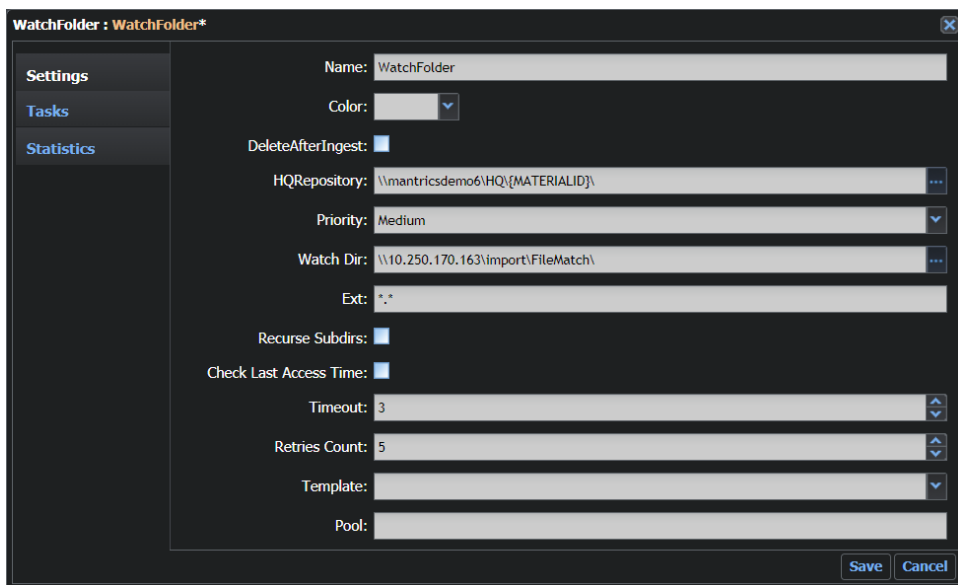 WatchFolder : WatchFolder*
Settings
Tasks
Statistics
Name: WatchFolder
Color:
DeleteAfterIngest:
HQRepository: \\mantricsdemo6\HQ\{MATERIALID}\ ...
Priority: Medium
Watch Dir: \\10.250.170.163\import\FileMatch\ ...
Ext: *.*
Recurse Subdirs:
Check Last Access Time:
Timeout: 3
Retries Count: 5
Template:
Pool:
Save Cancel